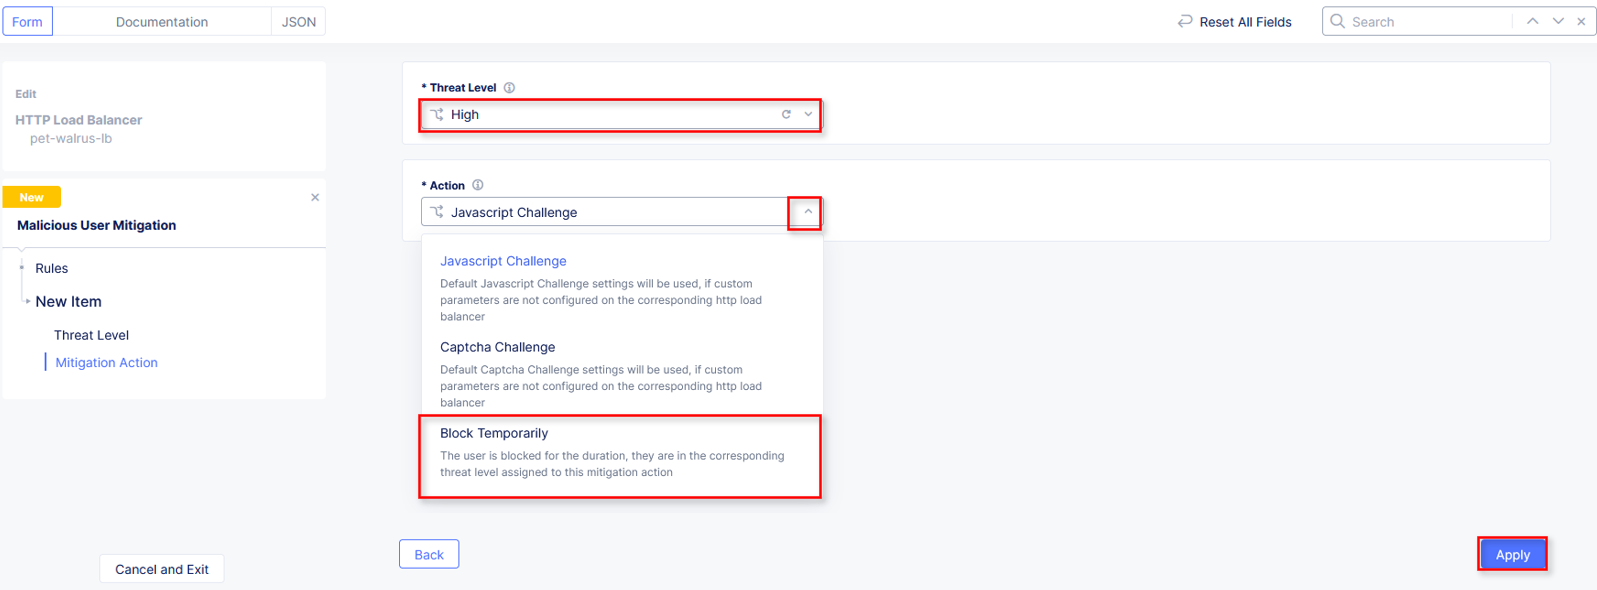 Form
Documentation
JSON
Reset All Fields
Search
Edit
HTTP Load Balancer
pet-walrus-lb
New
Malicious User Mitigation
Rules
New Item
Threat Level
Mitigation Action
Cancel and Exit
* Threat Level
High
* Action
Javascript Challenge
Javascript Challenge
Default Javascript Challenge settings will be used, if custom
parameters are not configured on the corresponding http load
balancer
Captcha Challenge
Default Captcha Challenge settings will be used, if custom
parameters are not configured on the corresponding http load
balancer
Block Temporarily
The user is blocked for the duration, they are in the corresponding
threat level assigned to this mitigation action
Back
Apply